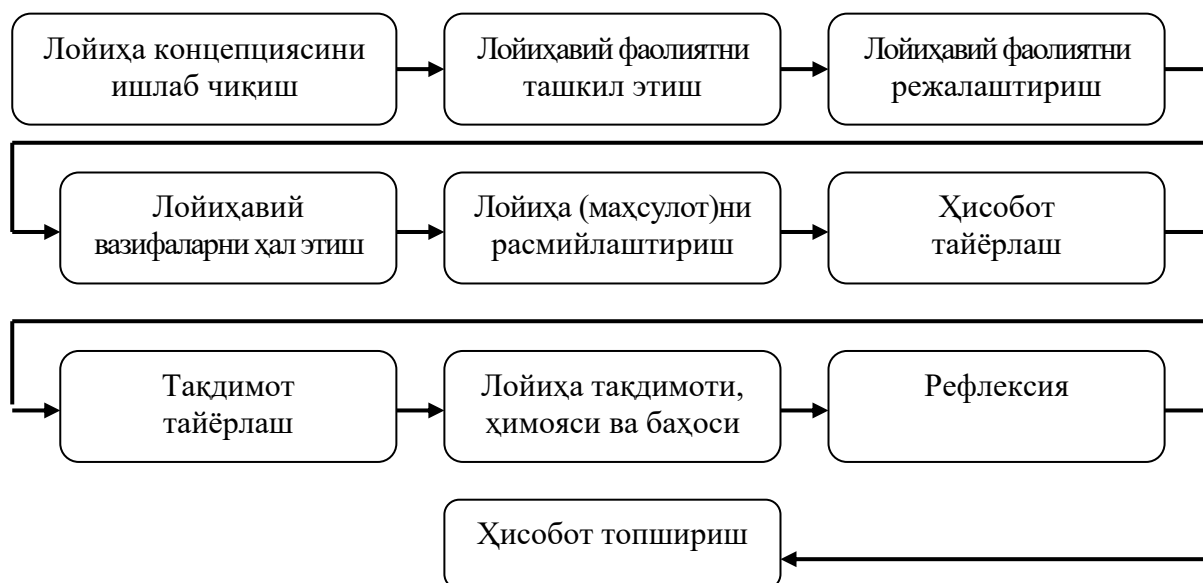 Лойиҳа концепциясини
ишлаб чиқиш
Лойиҳавий фаолиятни
ташкил этиш
Лойиҳавий фаолиятни
режалаштириш
Лойиҳавий
вазифаларни ҳал этиш
Лойиҳа (маҳсулот)ни
расмийлаштириш
Ҳисобот
тайёрлаш
Тақдимот
тайёрлаш
Лойиҳа тақдимоти,
ҳимояси ва баҳоси
Рефлексия
Ҳисобот топшириш